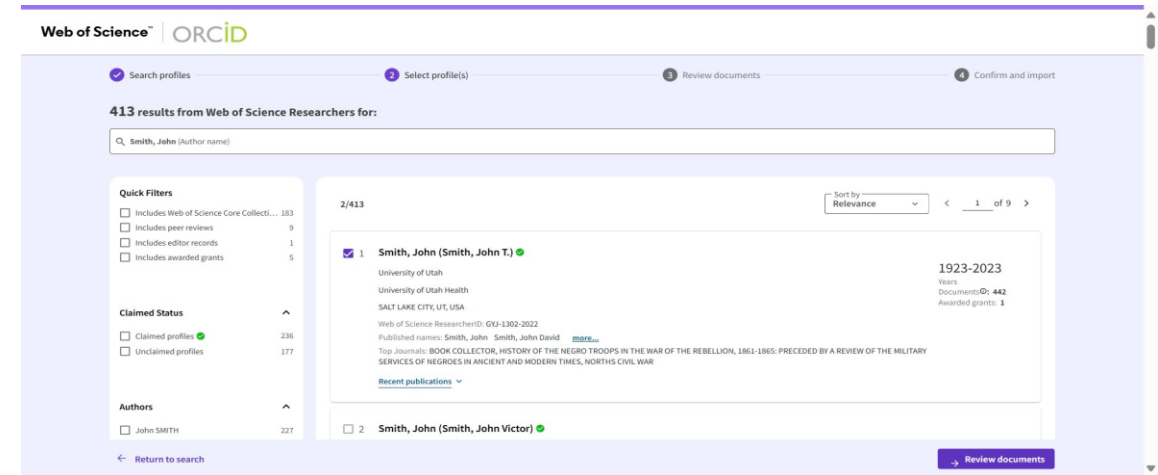 Web of Science™ ORCiD
Search profiles
2 Select profile(s)
3 Review documents
4 Confirm and import
413 results from Web of Science Researchers for:
Smith, John (Author name)
Quick Filters
Includes Web of Science Core Collecti... 183
Includes peer reviews 9
Includes editor records 1
Includes awarded grants 5
Claimed Status
Claimed profiles 236
Unclaimed profiles 177
Authors
John SMITH 227
2/413
Sort by
Relevance
1 of 9
1 Smith, John (Smith, John T.)
University of Utah
University of Utah Health
SALT LAKE CITY, UT, USA
Web of Science ResearcherID: GYJ-1302-2022
Published names: Smith, John Smith, John David more...
Top Journals: BOOK COLLECTOR, HISTORY OF THE NEGRO TROOPS IN THE WAR OF THE REBELLION, 1861-1865: PRECEDED BY A REVIEW OF THE MILITARY
SERVICES OF NEGROES IN ANCIENT AND MODERN TIMES, NORTHS CIVIL WAR
Recent publications
1923-2023
Years
Documents: 442
Awarded grants: 1
2 Smith, John (Smith, John Victor)
Return to search
Review documents